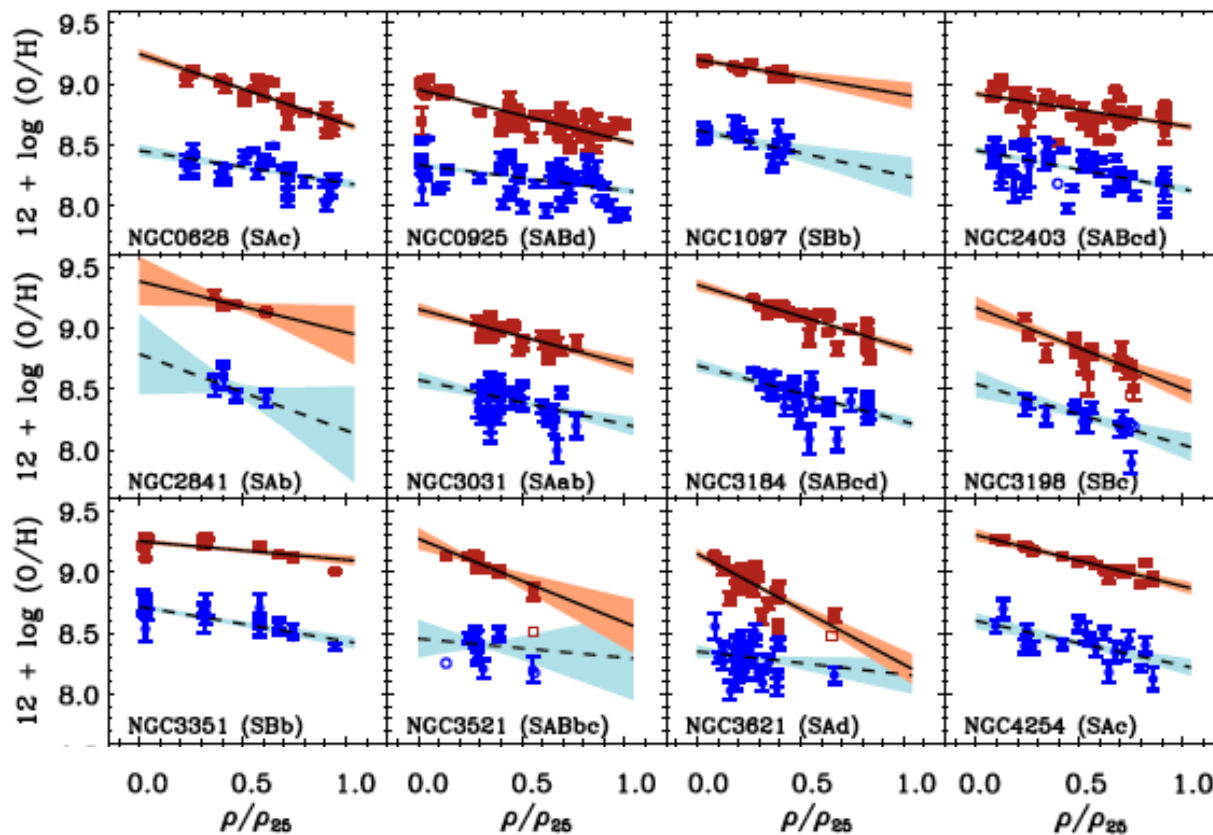 9.5
9.0
8.5
8.0
12 + log (O/H)
NGC0628 (SAc) NGC0925 (SABd) NGC1097 (SBb) NGC2403 (SABcd)
9.5
9.0
8.5
8.0
12 + log (O/H)
NGC2841 (SAb) NGC3031 (SAab) NGC3184 (SABcd) NGC3198 (SBc)
9.5
9.0
8.5
8.0
12 + log (O/H)
NGC3351 (SBb) NGC3521 (SABbc) NGC3621 (SAd) NGC4254 (SAc)
0.0 0.5 1.0 0.0 0.5 1.0 0.0 0.5 1.0 0.0 0.5 1.0
ρ/ρ25 ρ/ρ25 ρ/ρ25 ρ/ρ25